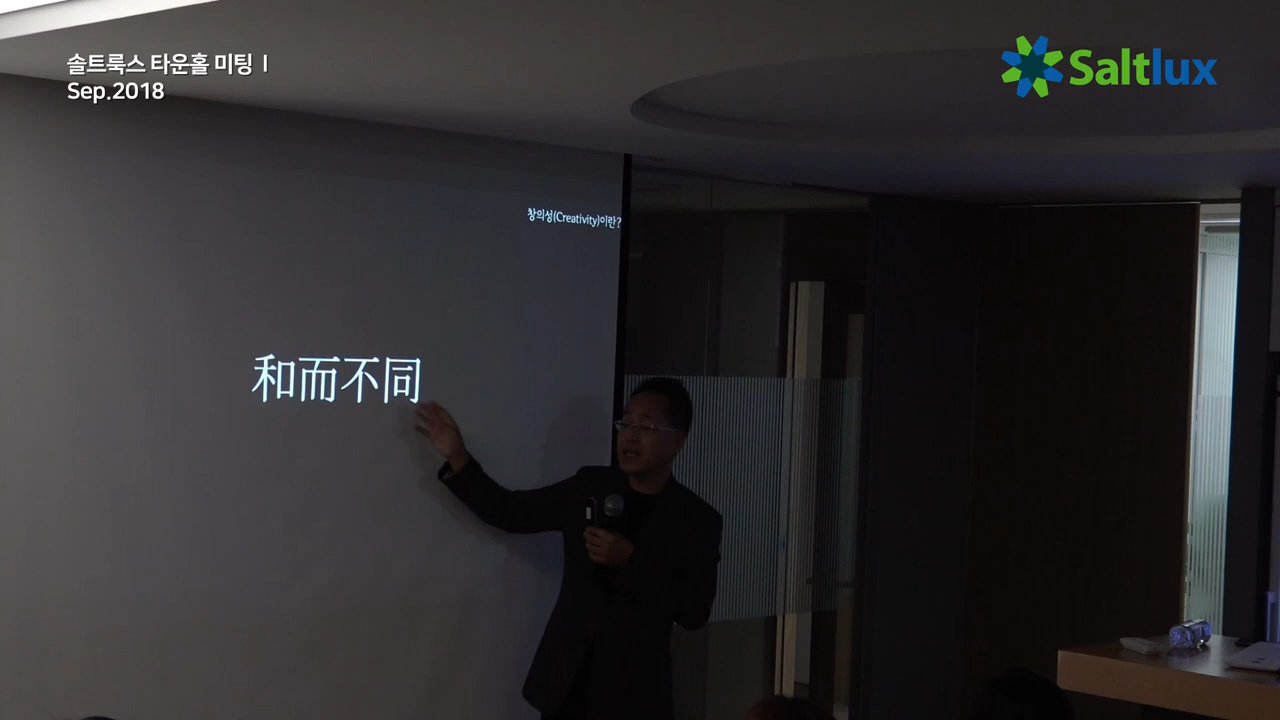 솔트룩스 타운홀 미팅 Ⅰ
Sep.2018
Saltlux
창의성(Creativity)이란?
和而不同